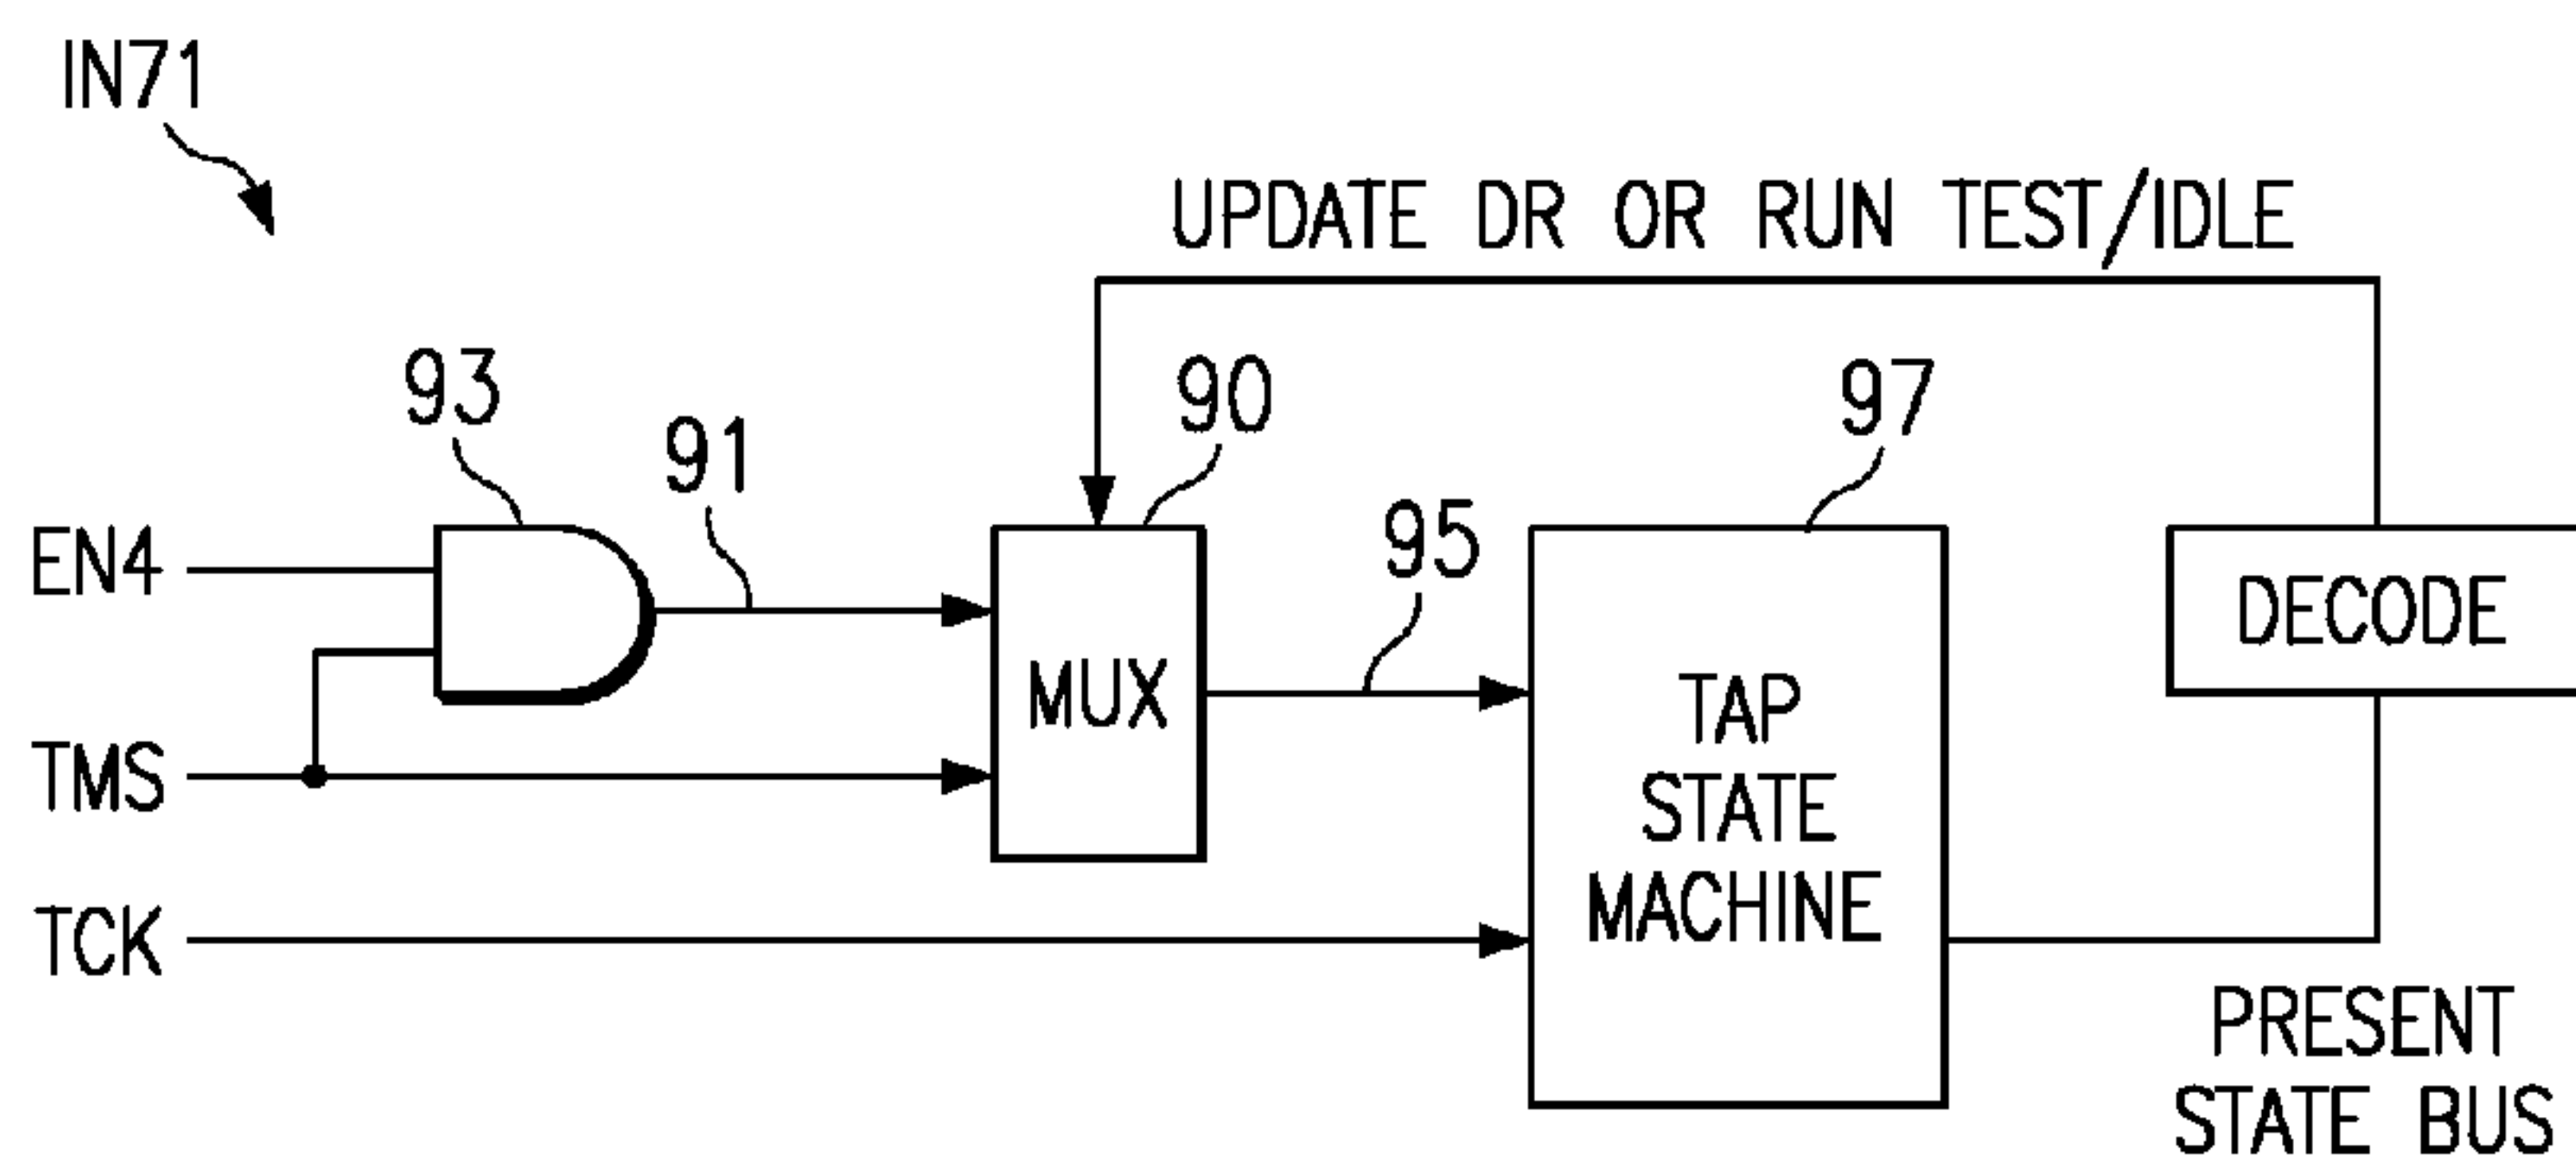 IN71
UPDATE DR OR RUN TEST/IDLE
93
91
90
97
95
EN4
TMS
TCK
MUX
TAP
STATE
MACHINE
DECODE
PRESENT
STATE BUS